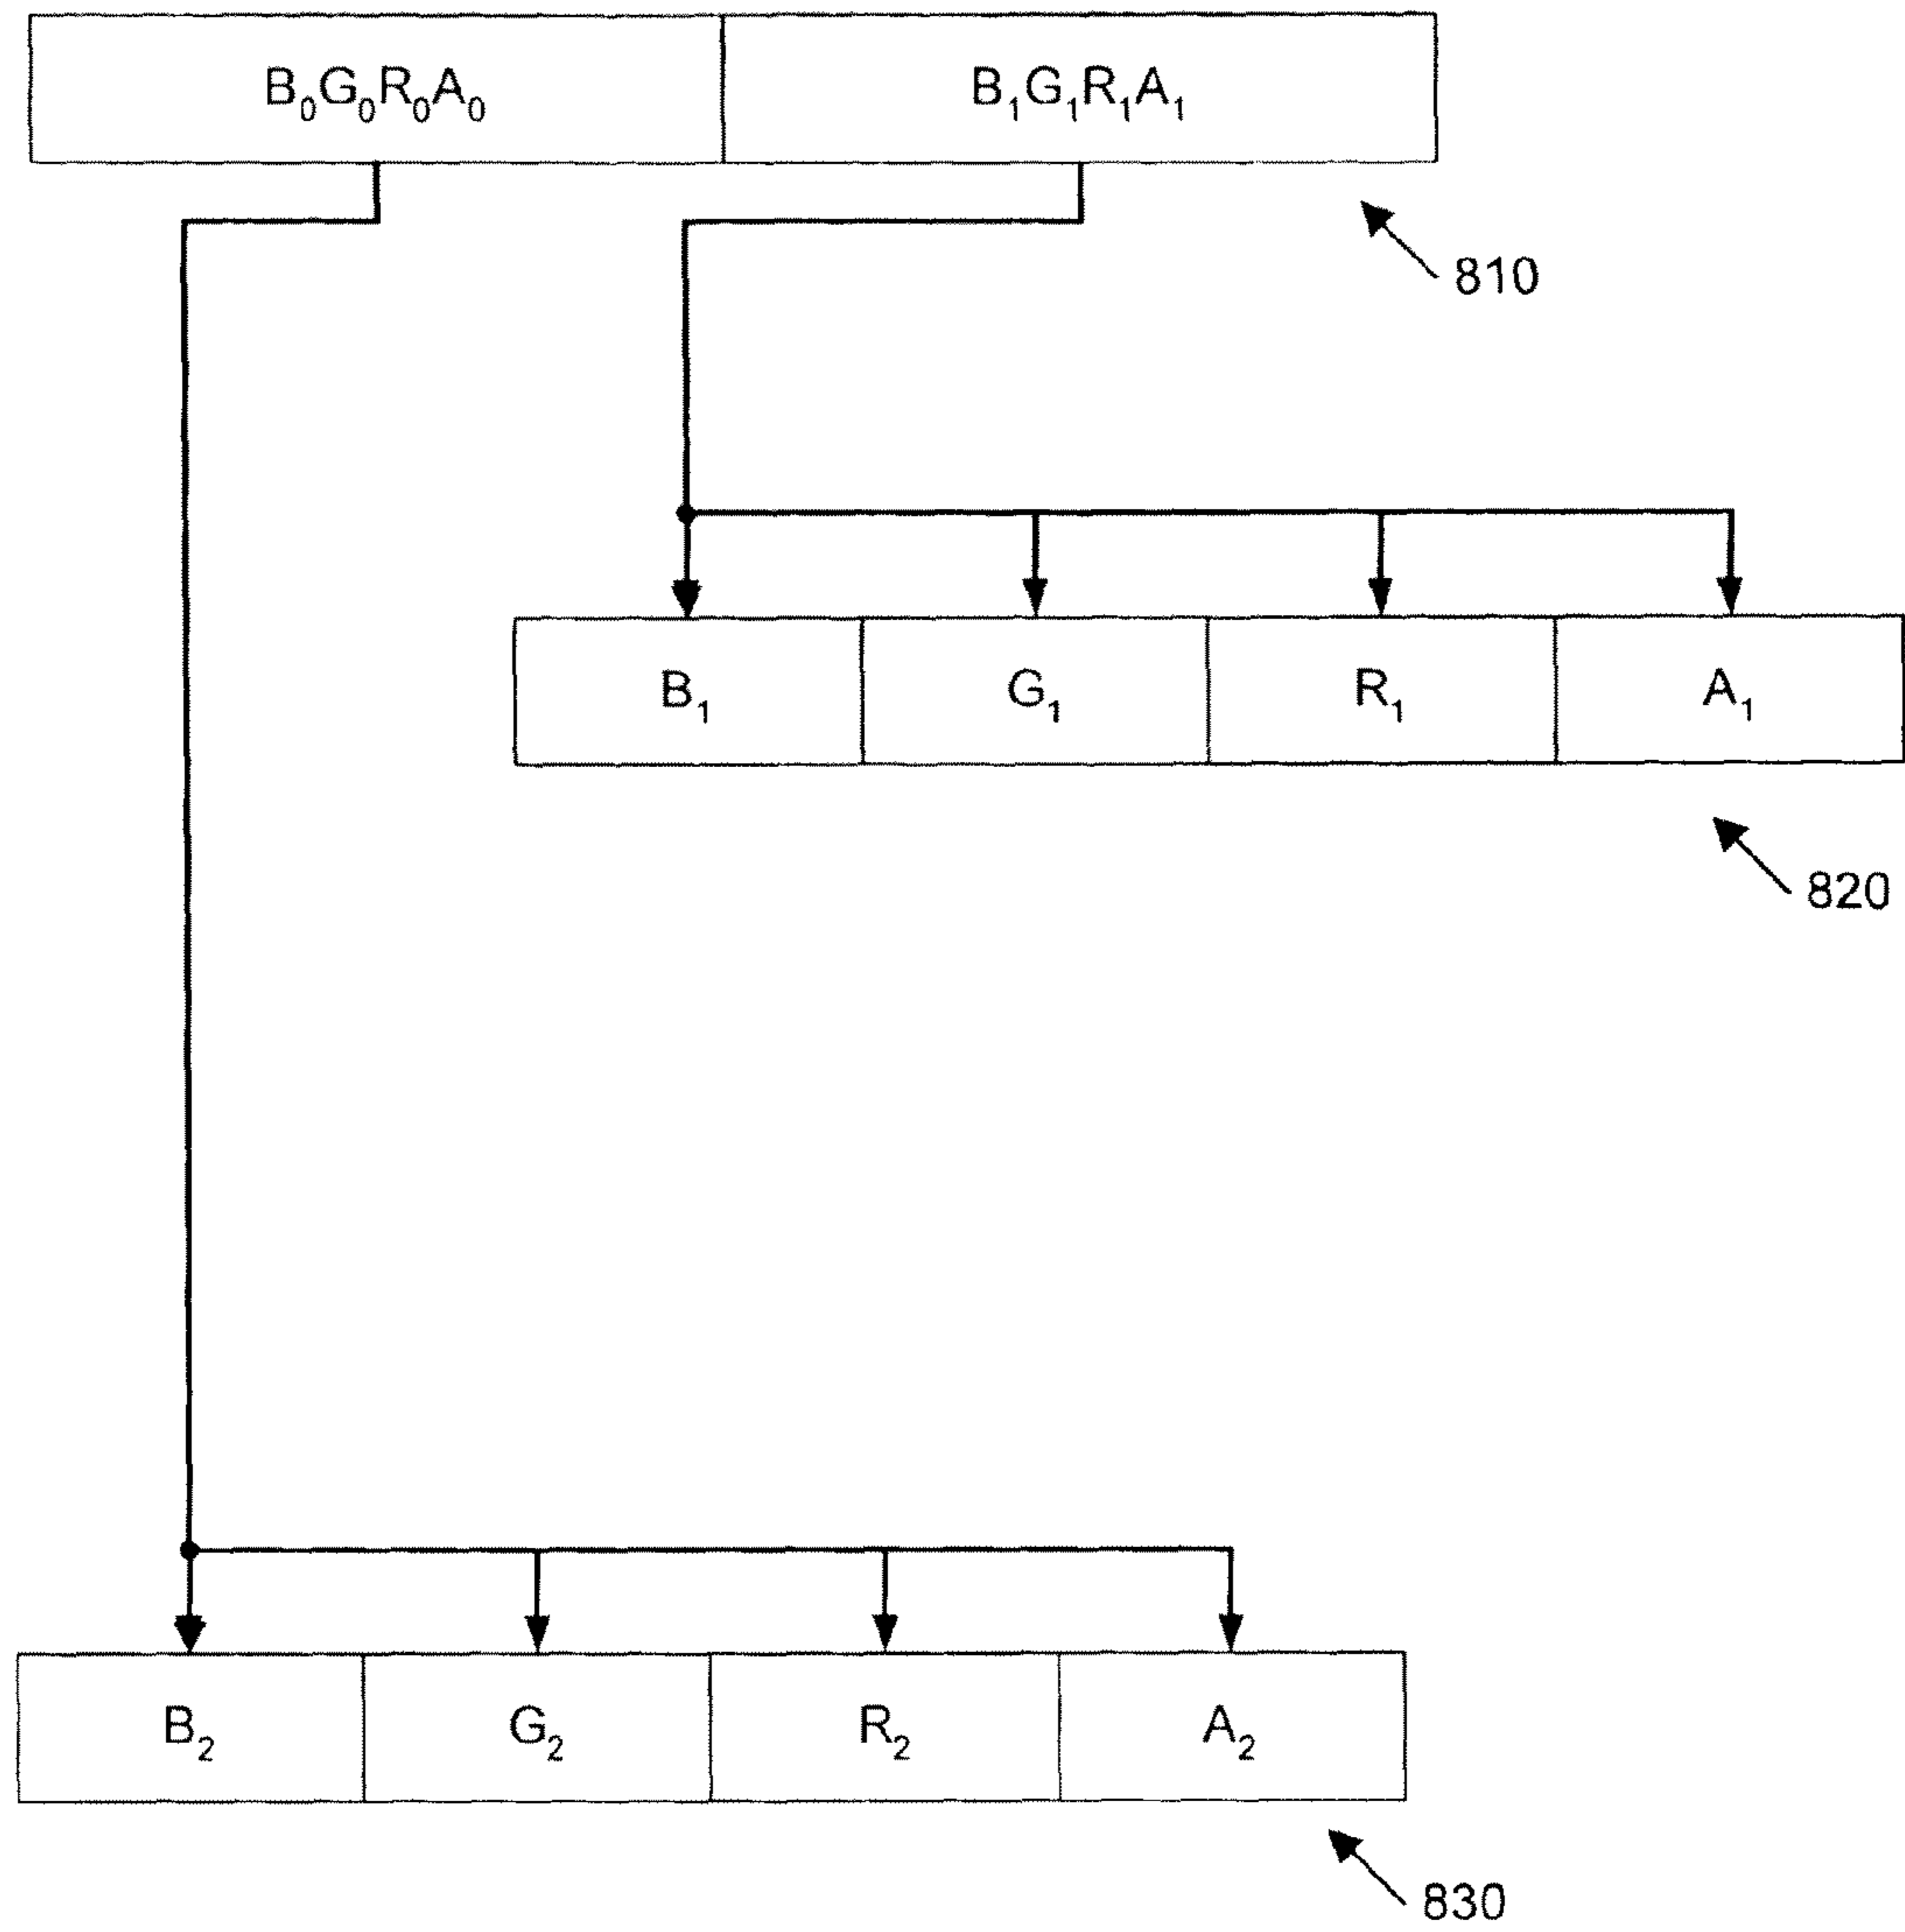 B₀G₀R₀A₀ B₁G₁R₁A₁
810
B₁ G₁ R₁ A₁
820
B₂ G₂ R₂ A₂
830